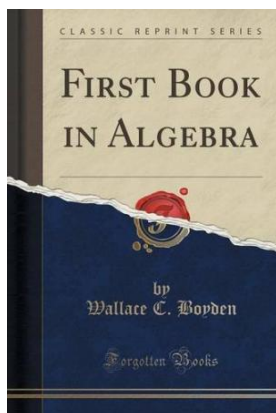 CLASSIC REPRINT SERIES
FIRST BOOK
IN ALGEBRA
by
Wallace C. Boyden
Forgotten Books